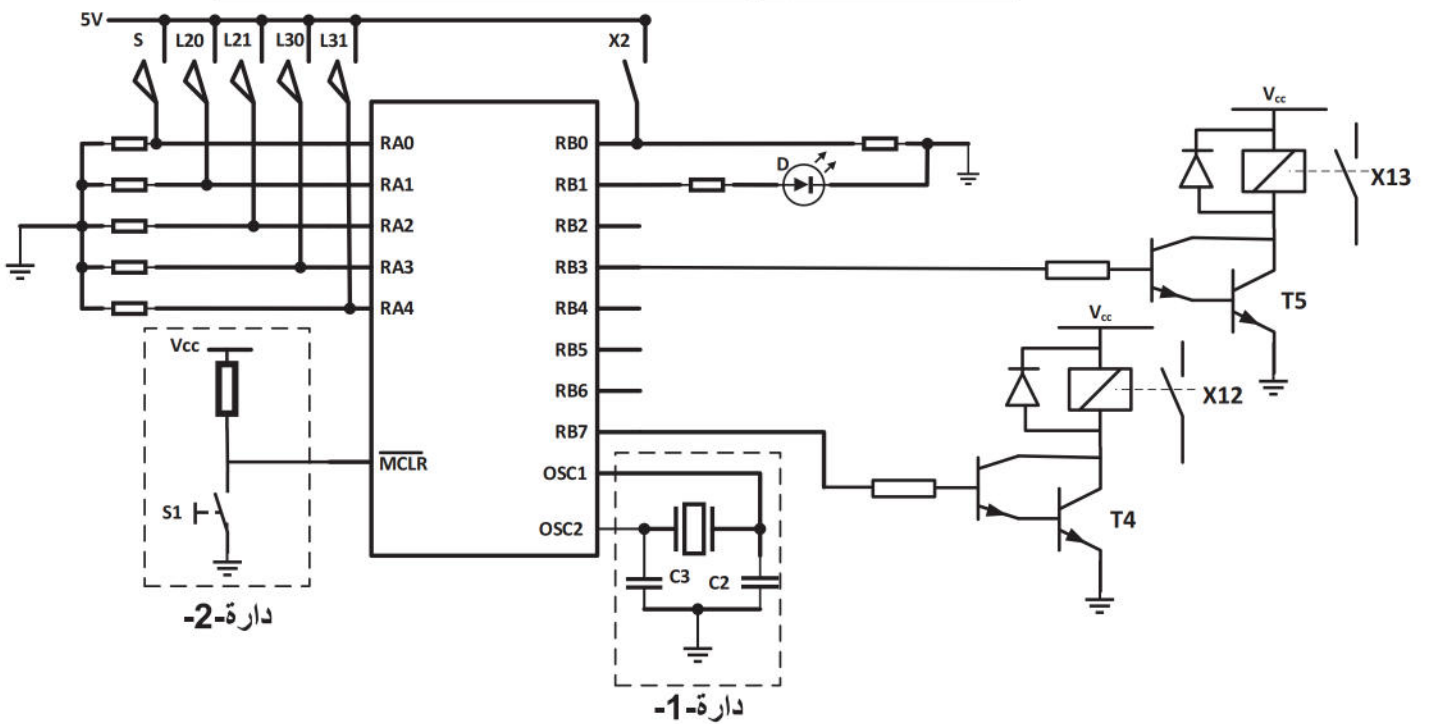 5V
S
L20
L21
L30
L31
X2
RA0
RA1
RA2
RA3
RA4
MCLR
RB0
RB1
RB2
RB3
RB4
RB5
RB6
RB7
OSC1
OSC2
D
Vcc
X13
T5
Vcc
X12
T4
Vcc
S1
دارة-2-
C3
C2
دارة-1-